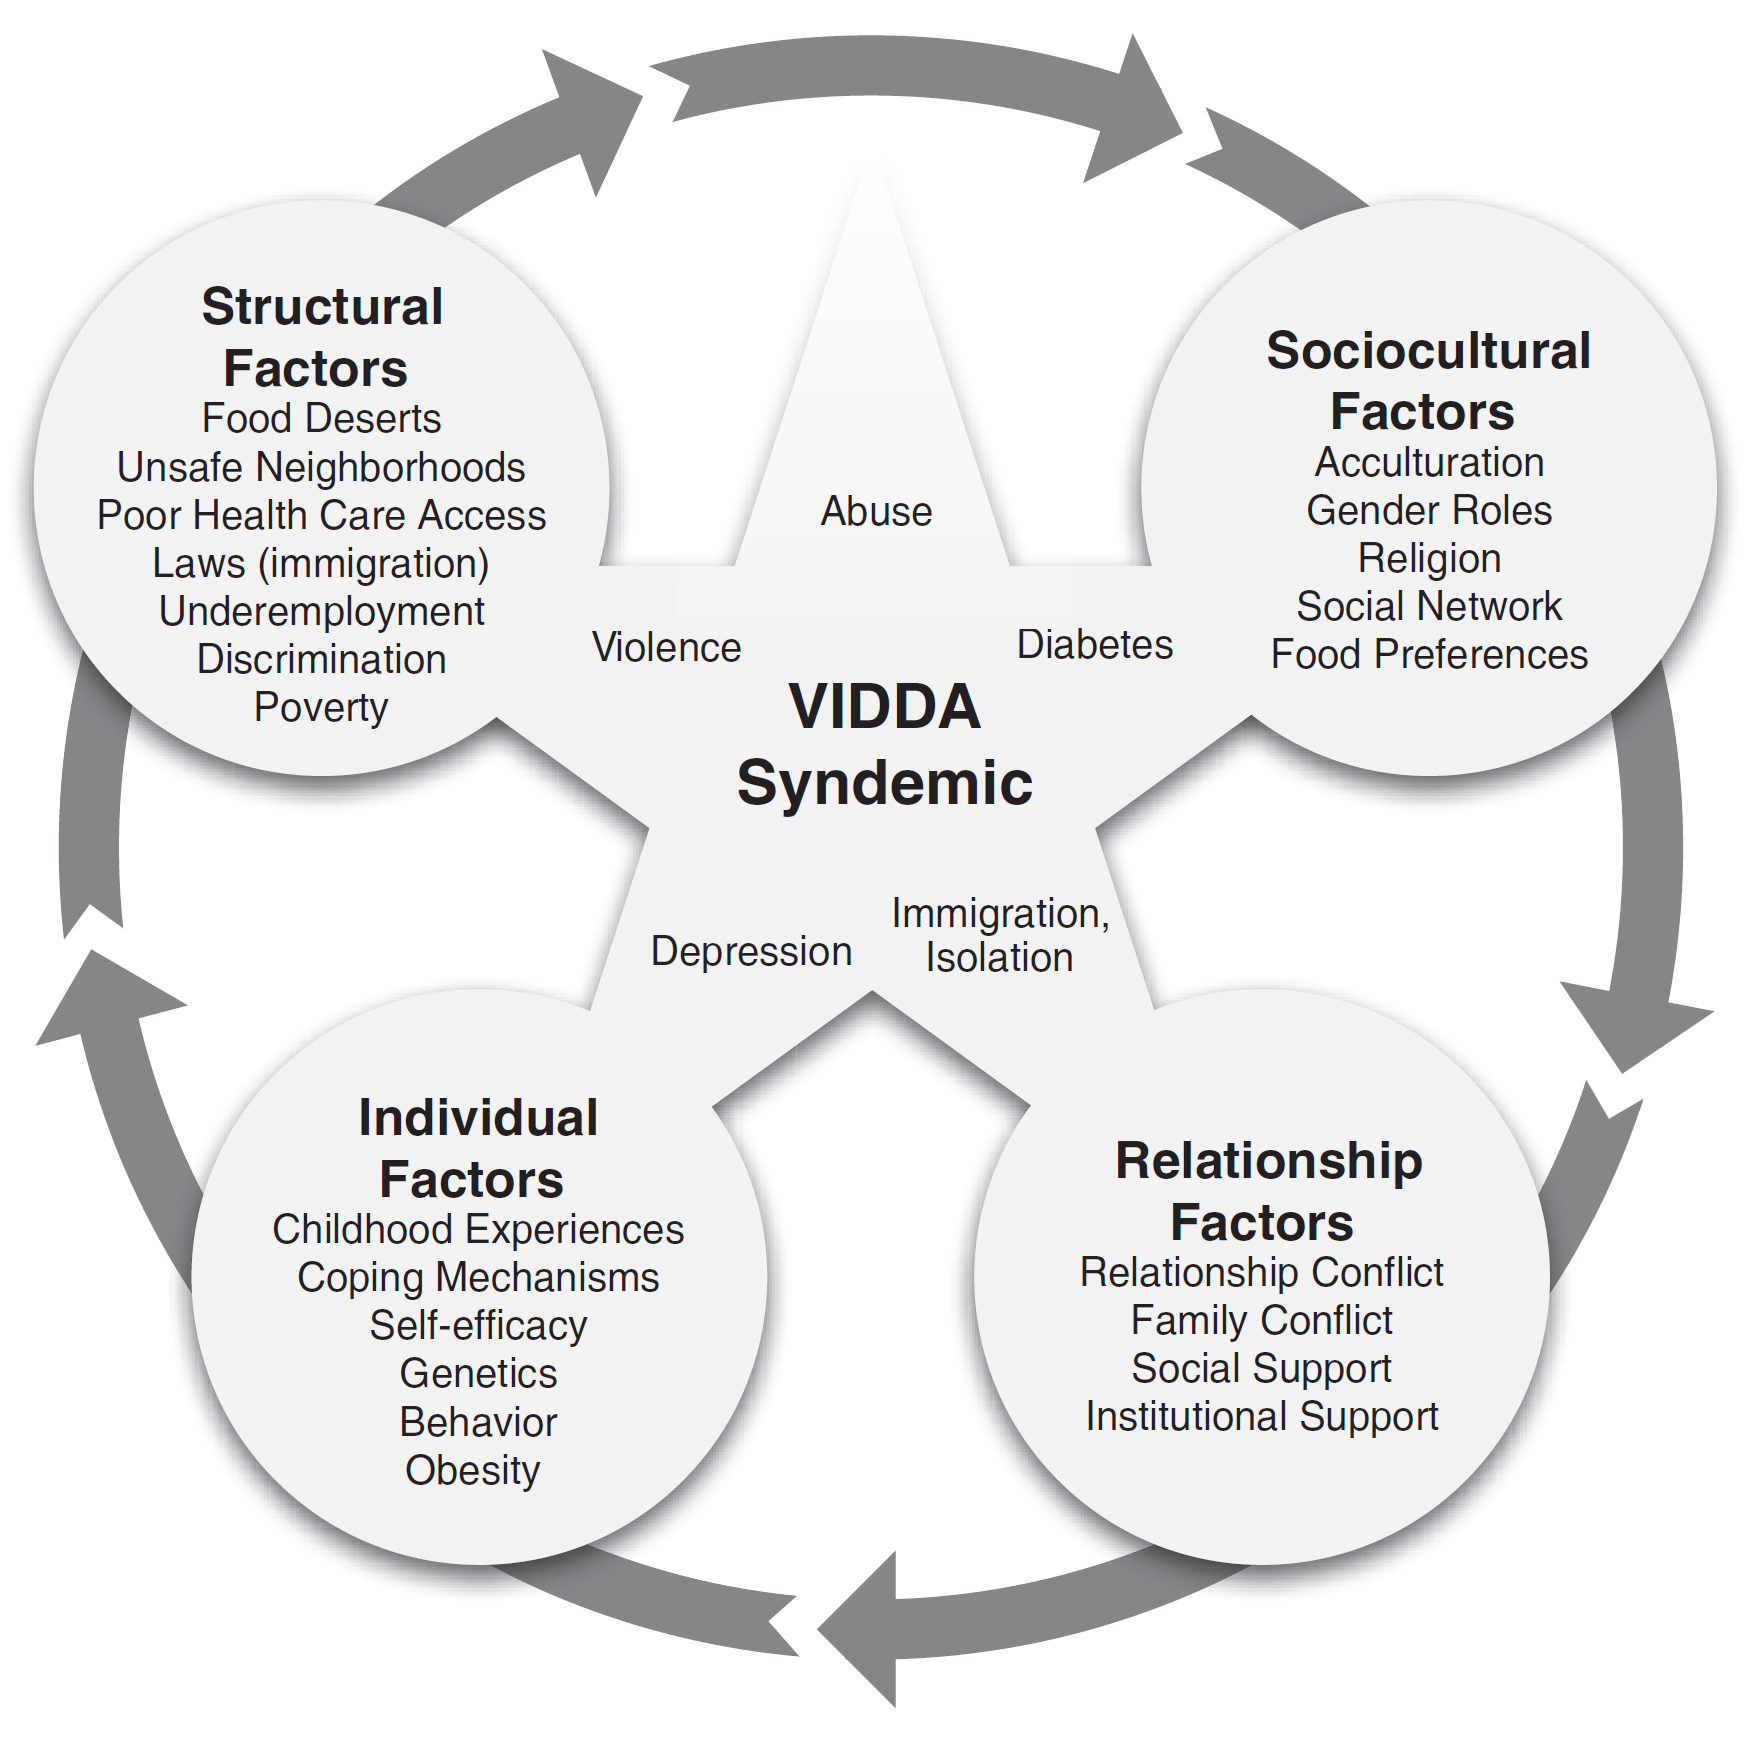 Structural
Factors
Food Deserts
Unsafe Neighborhoods
Poor Health Care Access
Laws (immigration)
Underemployment
Discrimination
Poverty
Sociocultural
Factors
Acculturation
Gender Roles
Religion
Social Network
Food Preferences
Abuse
Violence
Diabetes
VIDDA
Syndemic
Depression
Immigration,
Isolation
Individual
Factors
Childhood Experiences
Coping Mechanisms
Self-efficacy
Genetics
Behavior
Obesity
Relationship
Factors
Relationship Conflict
Family Conflict
Social Support
Institutional Support